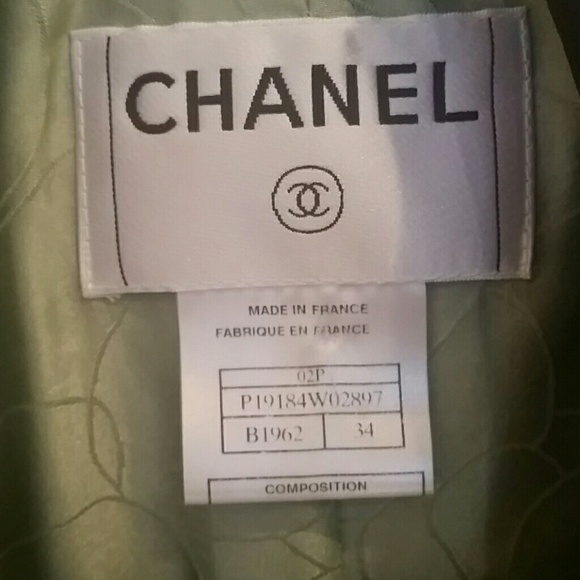 CHANEL
MADE IN FRANCE
FABRIQUE EN FRANCE
02P
P19184W02897
B1962 34
COMPOSITION